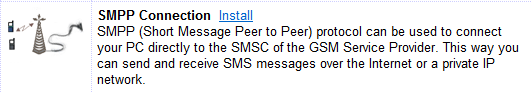 SMPP Connection Install
SMPP (Short Message Peer to Peer) protocol can be used to connect
your PC directly to the SMSC of the GSM Service Provider. This way you
can send and receive SMS messages over the Internet or a private IP
network.